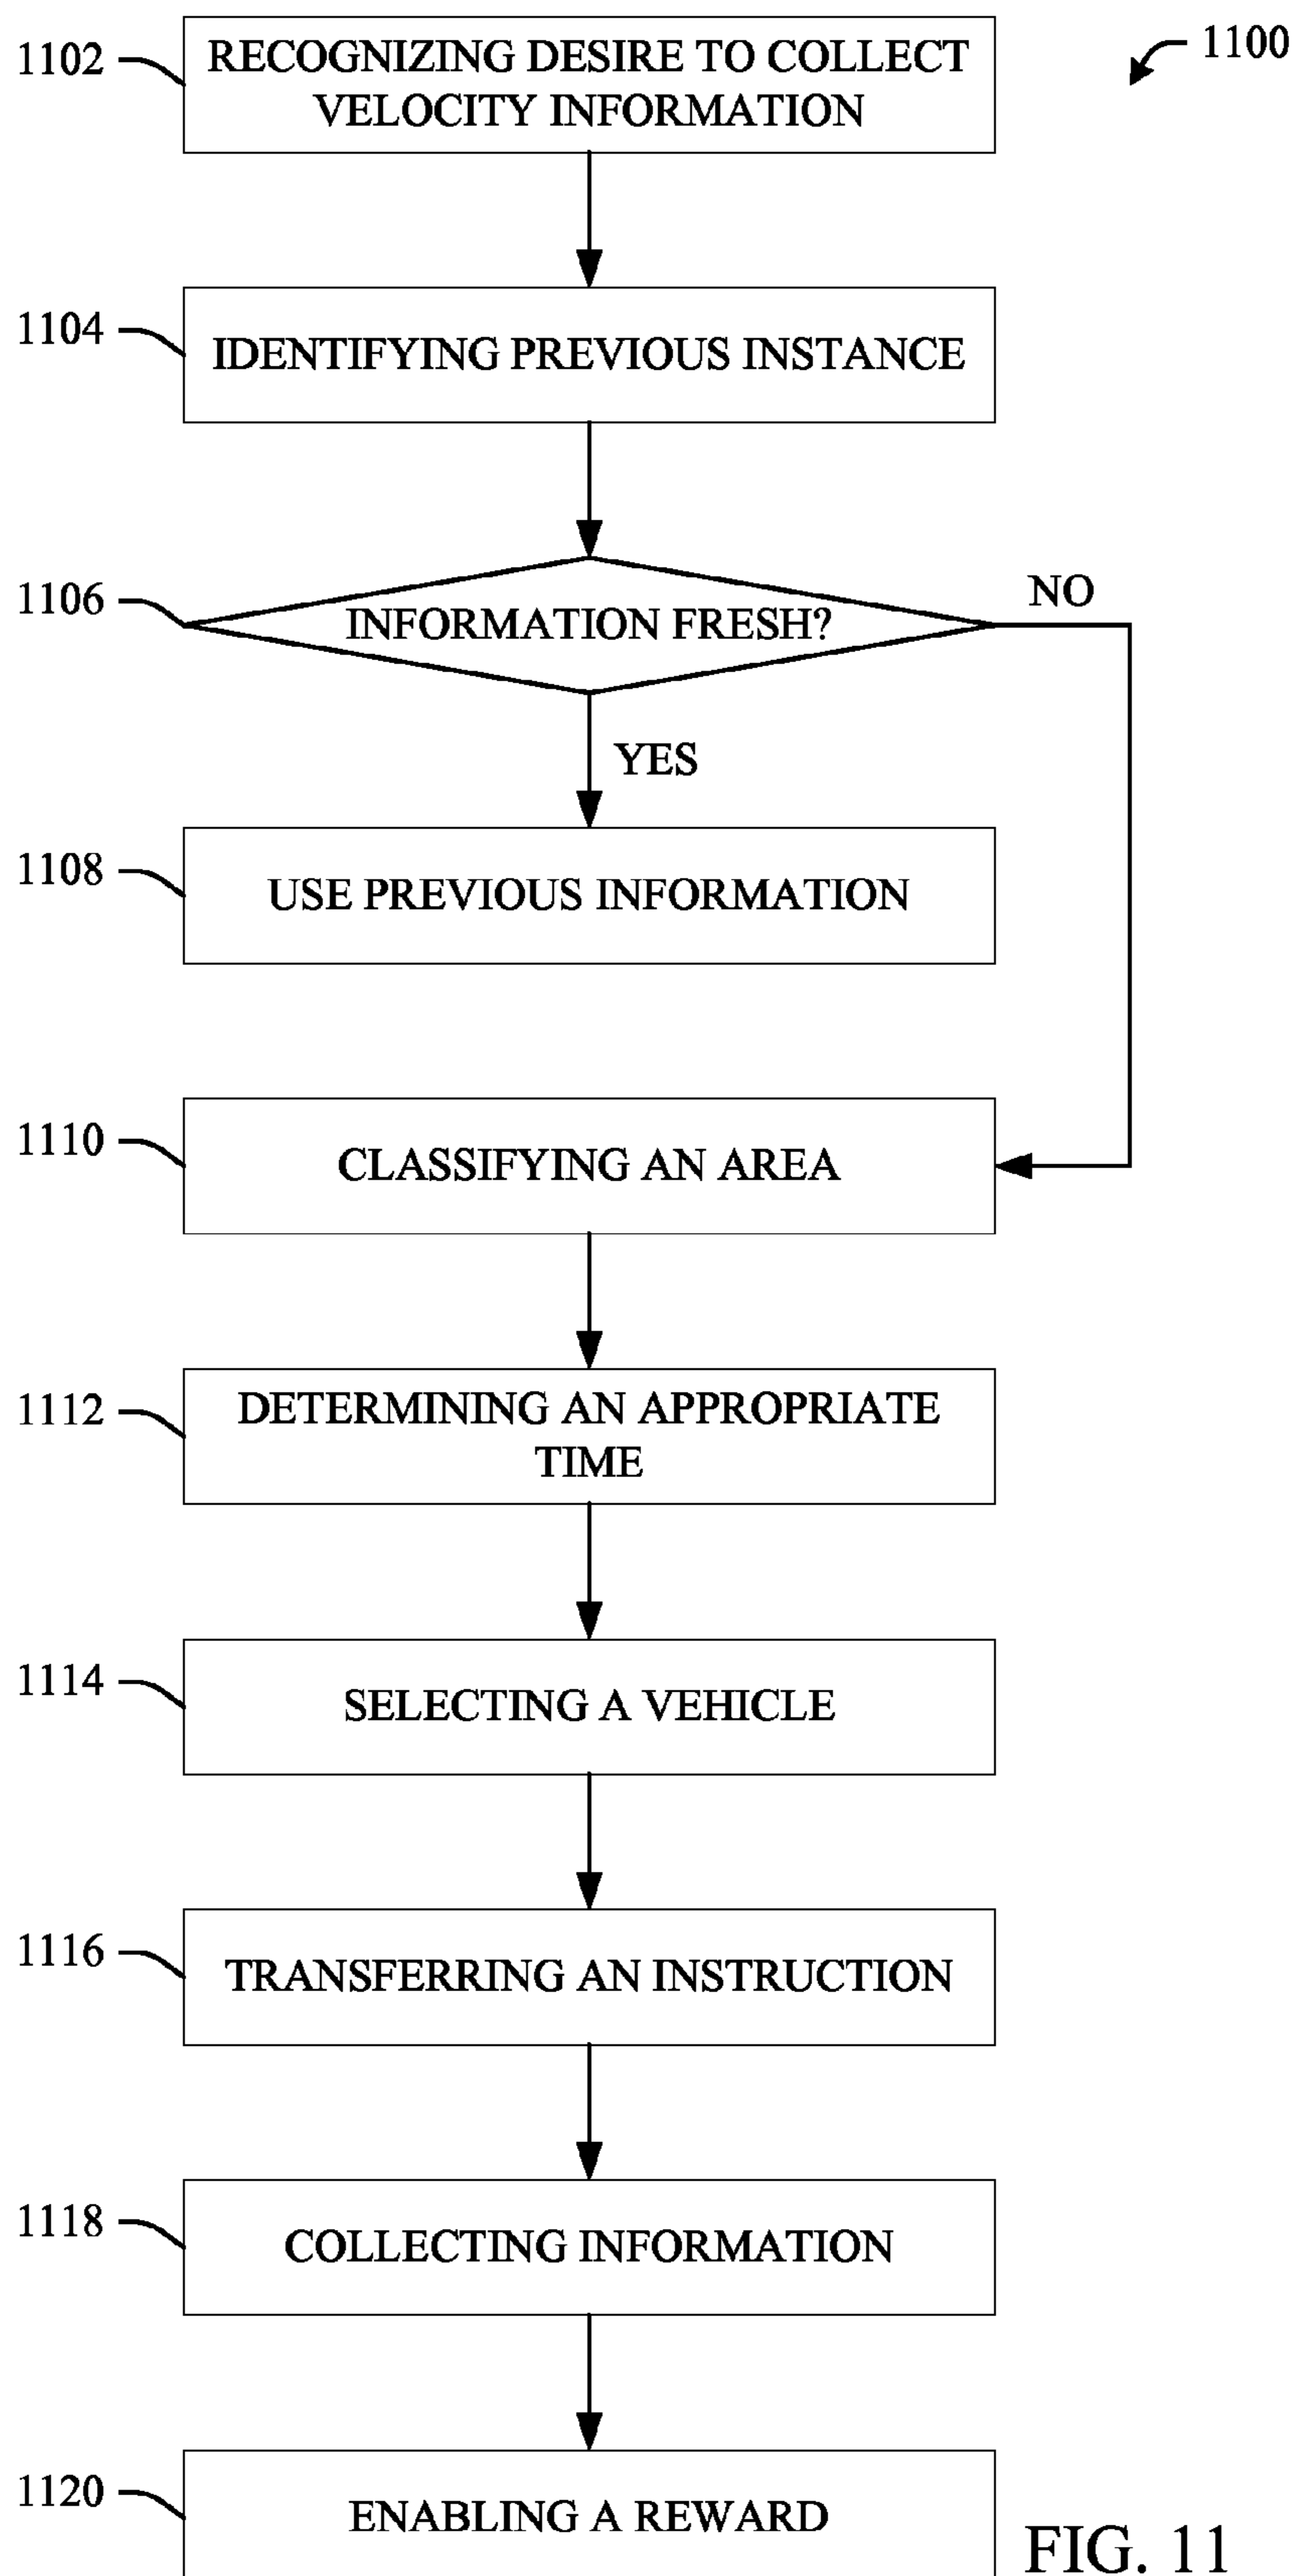 1100
1102
RECOGNIZING DESIRE TO COLLECT
VELOCITY INFORMATION
1104
IDENTIFYING PREVIOUS INSTANCE
1106
INFORMATION FRESH?
NO
YES
1108
USE PREVIOUS INFORMATION
1110
CLASSIFYING AN AREA
1112
DETERMINING AN APPROPRIATE
TIME
1114
SELECTING A VEHICLE
1116
TRANSFERRING AN INSTRUCTION
1118
COLLECTING INFORMATION
1120
ENABLING A REWARD
FIG. 11